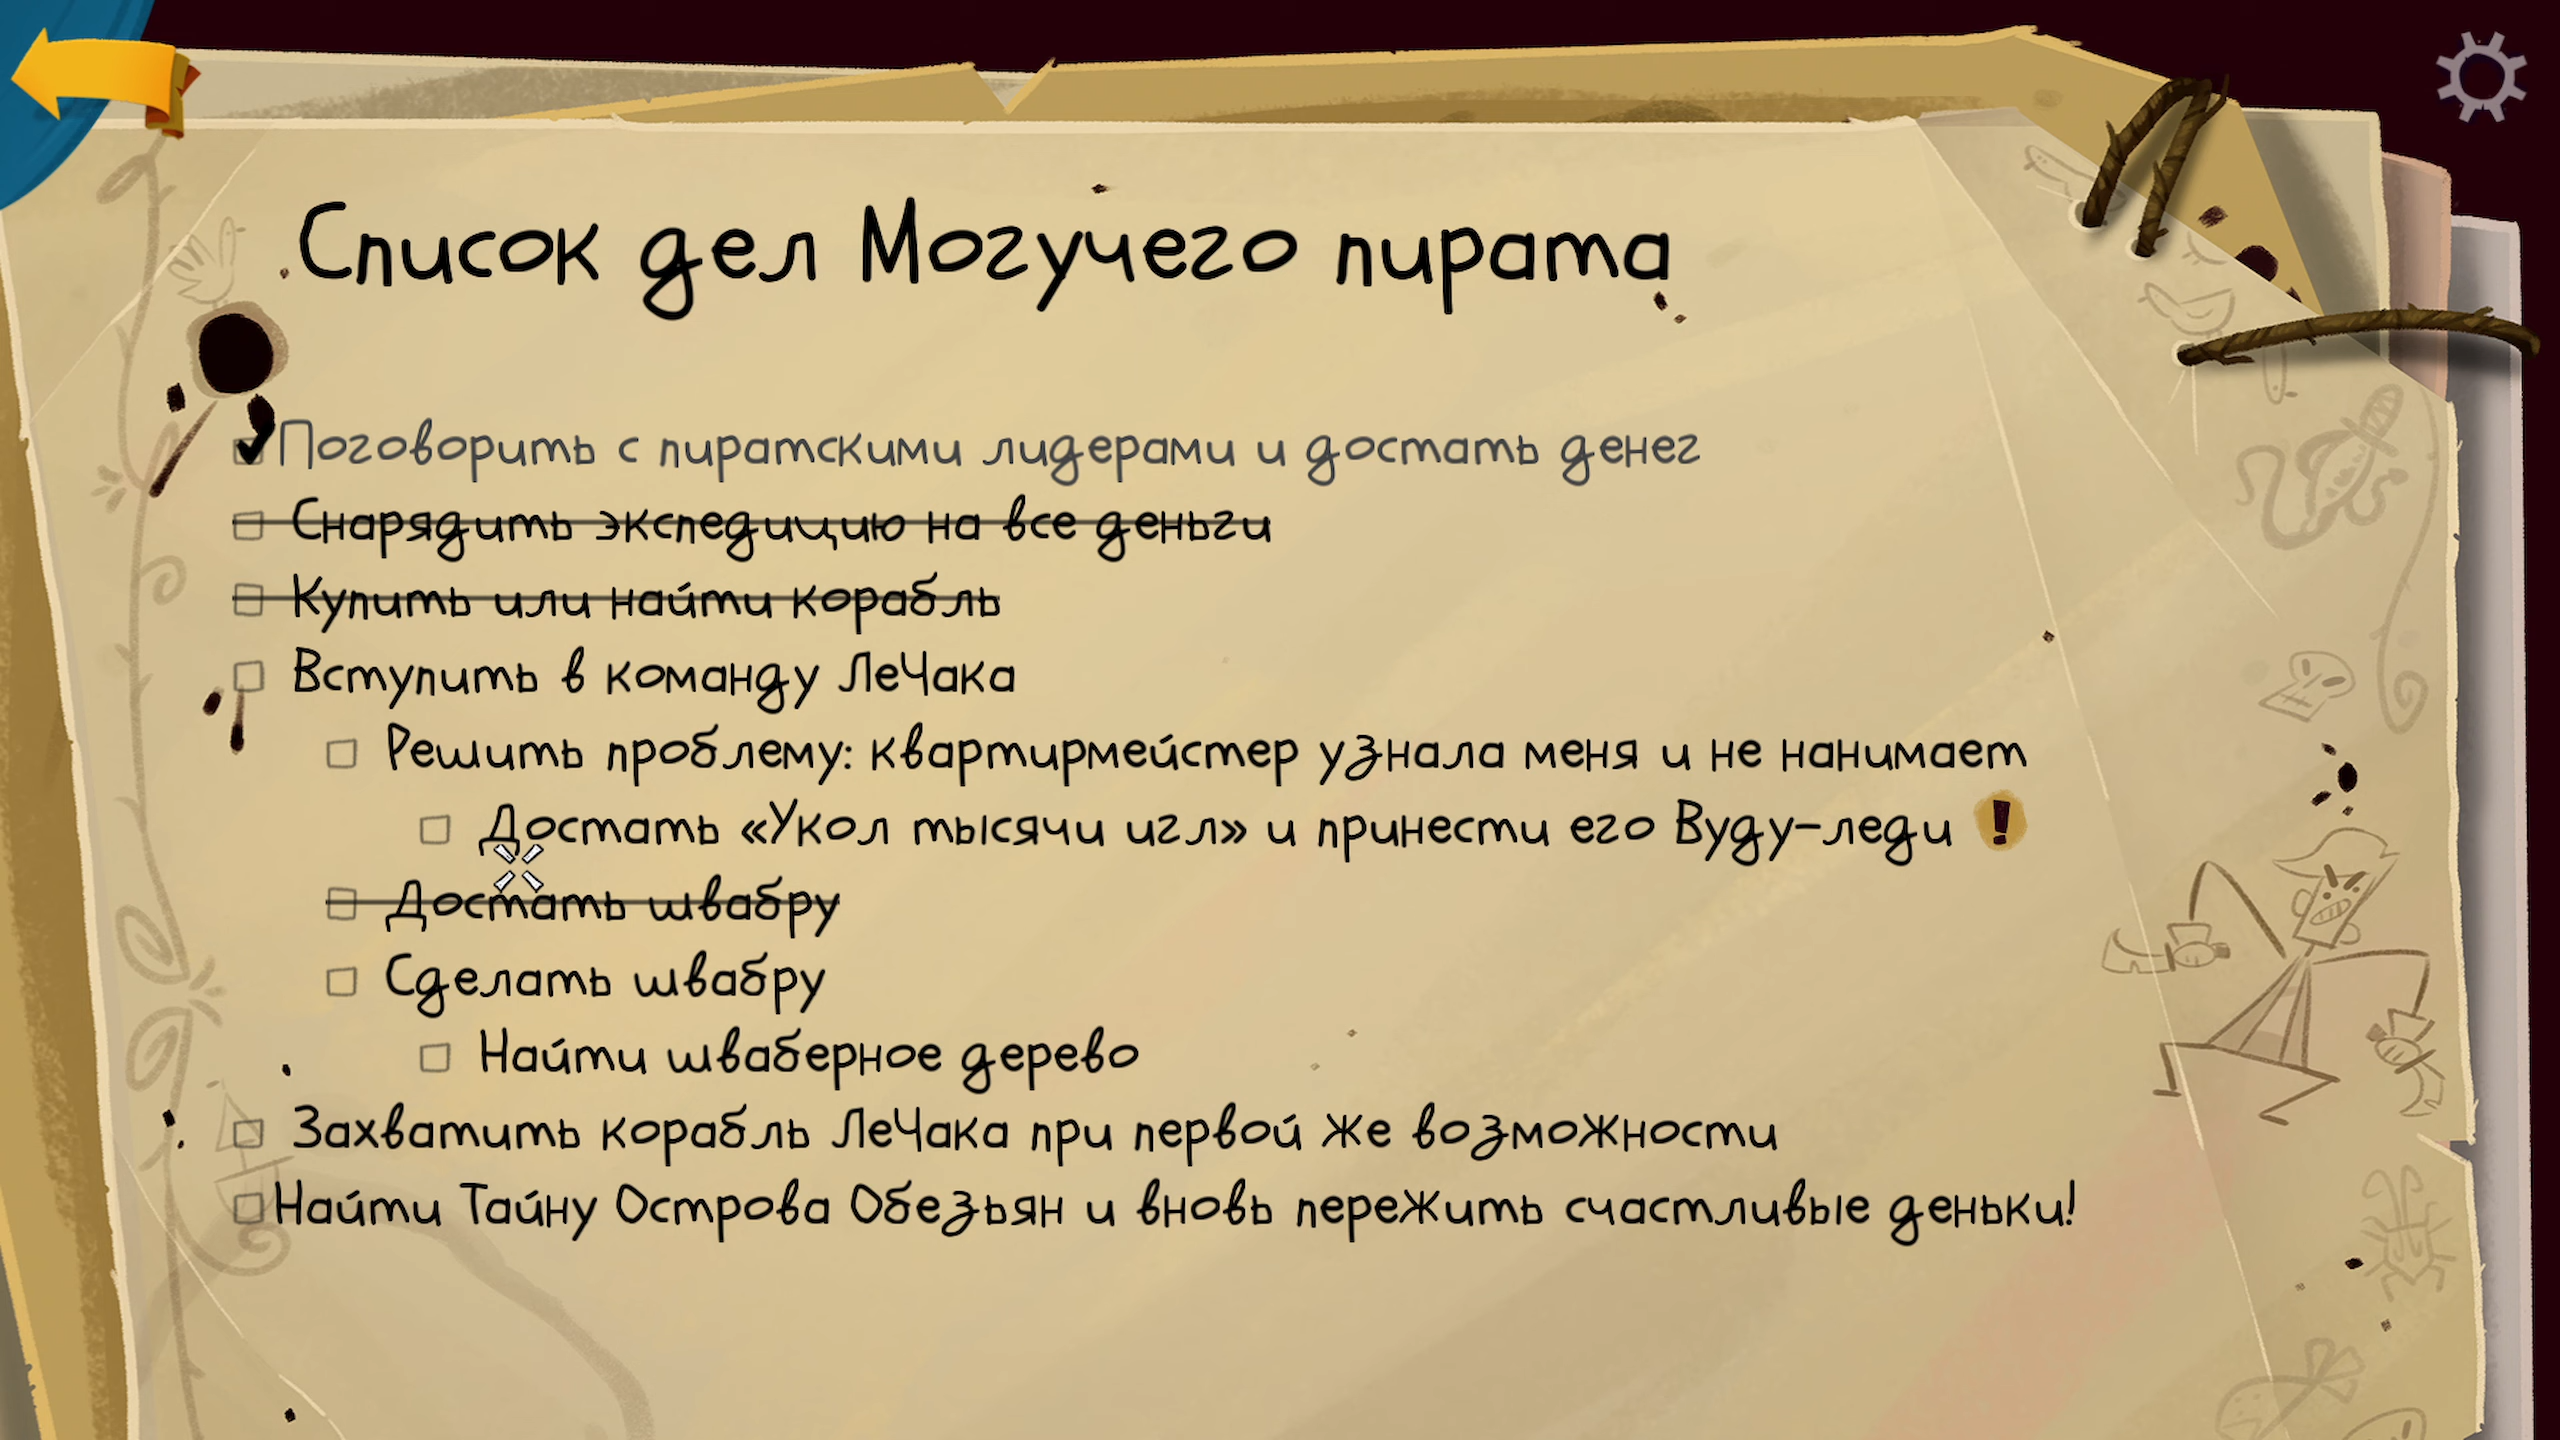 Список дел Могучего пирата
Поговорить с пиратскими лидерами и достать денег
Снарядить экспедицию на все деньги
Купить или найти корабль
Вступить в команду ЛеЧака
Решить проблему: квартирмейстер узнала меня и не нанимает
Достать «Укол тысячи игл» и принести его Вуду-леди !
Достать швабру
Сделать швабру
Найти шваберное дерево
Захватить корабль ЛеЧака при первой же возможности
Найти Тайну Острова Обезьян и вновь пережить счастливые деньки!